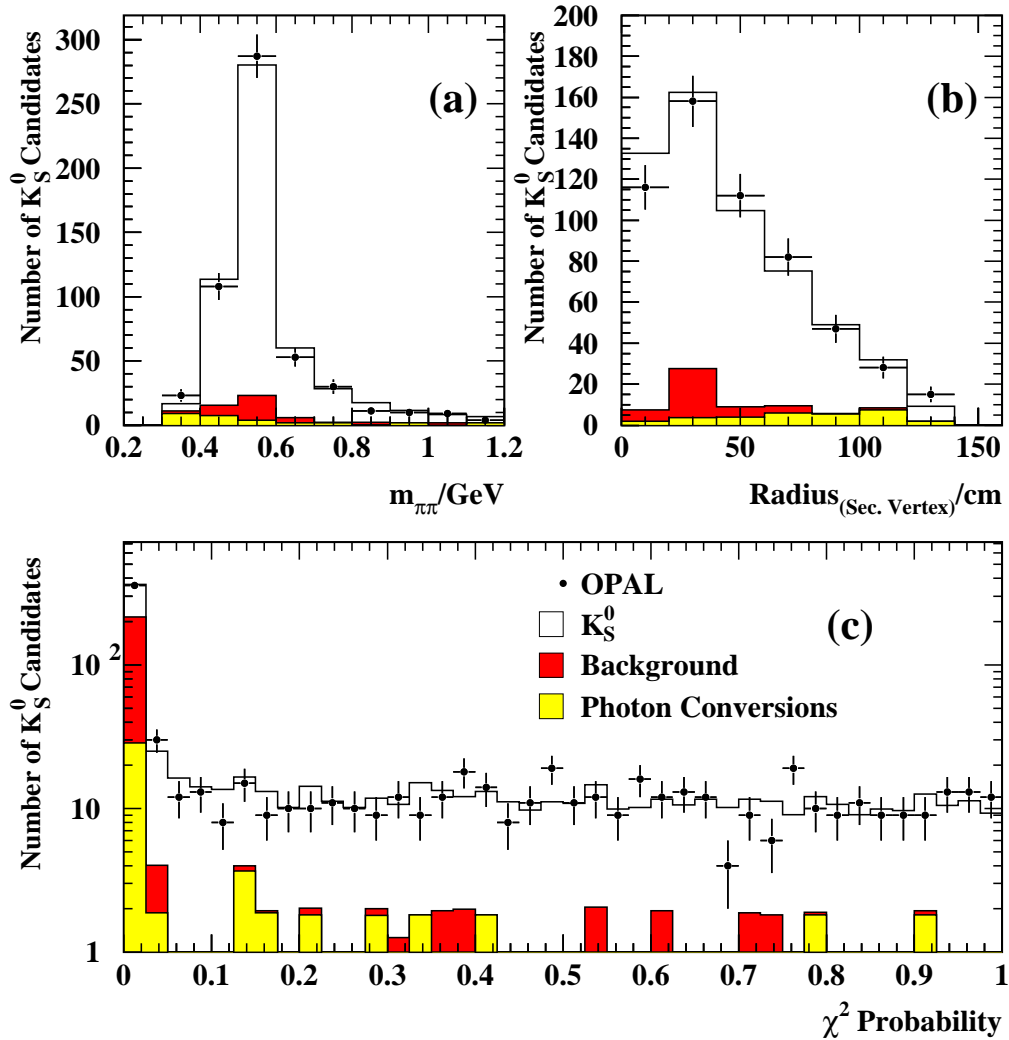 Number of K⁰S Candidates
300
250
200
150
100
50
0
(a)
0.2 0.4 0.6 0.8 1 1.2
mππ/GeV
Number of K⁰S Candidates
200
180
160
140
120
100
80
60
40
20
0
(b)
0 50 100 150
Radius(Sec. Vertex)/cm
Number of K⁰S Candidates
10²
10
1
• OPAL
K⁰S
Background
Photon Conversions
(c)
0 0.1 0.2 0.3 0.4 0.5 0.6 0.7 0.8 0.9 1
χ² Probability